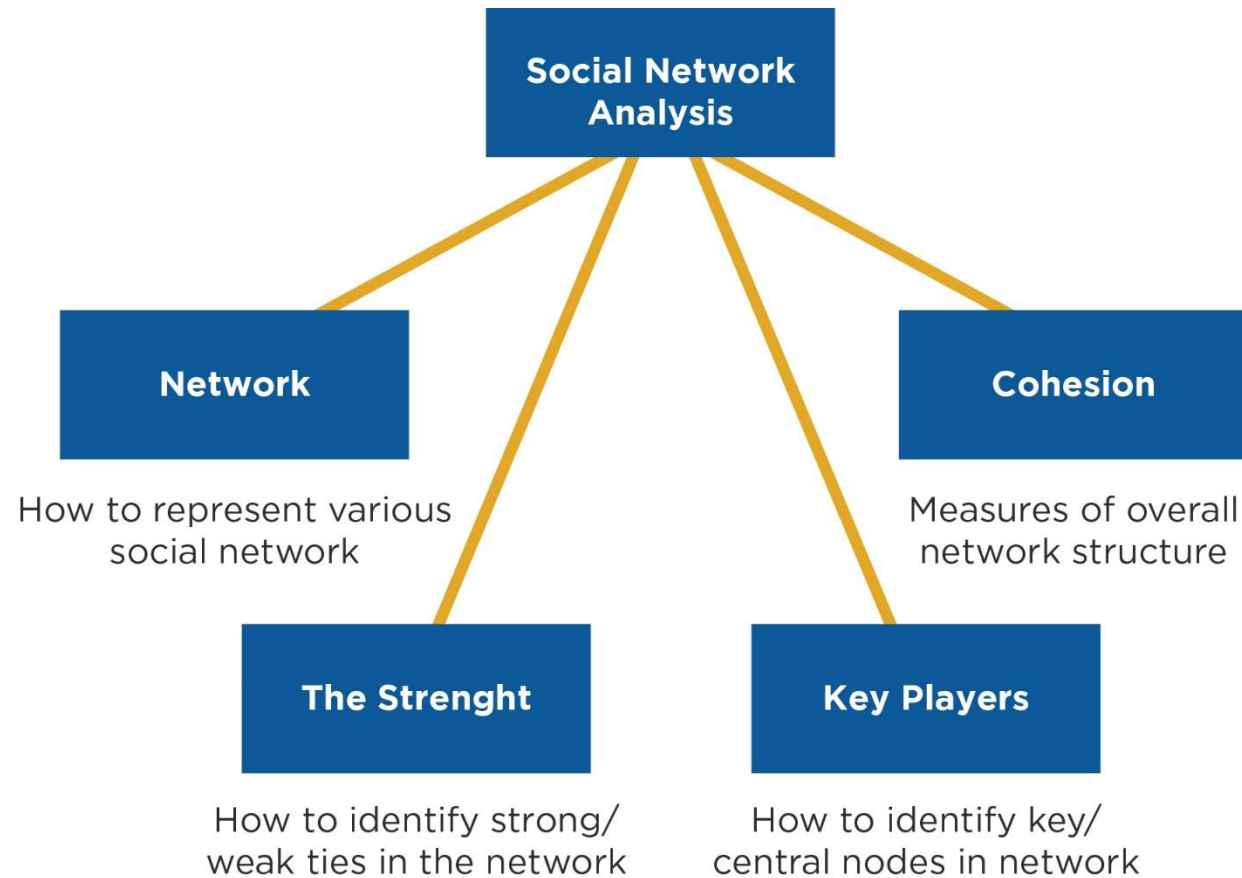 Social Network
Analysis
Network
How to represent various
social network
Cohesion
Measures of overall
network structure
The Strenght
How to identify strong/
weak ties in the network
Key Players
How to identify key/
central nodes in network